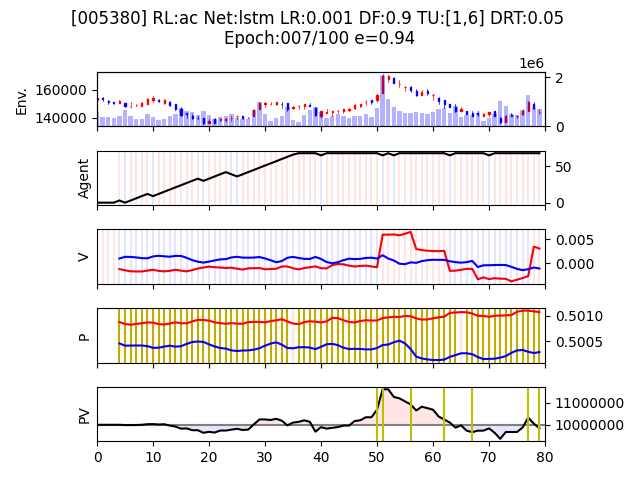 [005380] RL:ac Net:lstm LR:0.001 DF:0.9 TU:[1,6] DRT:0.05
Epoch:007/100 e=0.94
1e6
Env.
160000
140000
2
0
Agent
50
0
V
0.005
0.000
P
0.5010
0.5005
PV
11000000
10000000
0 10 20 30 40 50 60 70 80